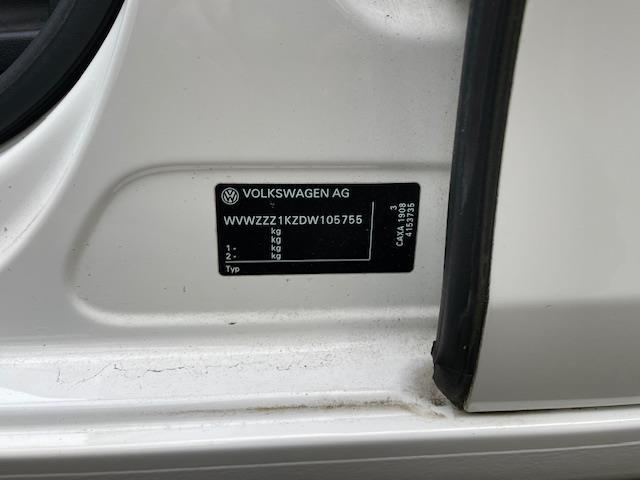 VOLKSWAGEN AG
WVWZZZ1KZDW105755
kg
kg
1 - kg
2 - kg
Typ
3
CAXA 1908
4153735